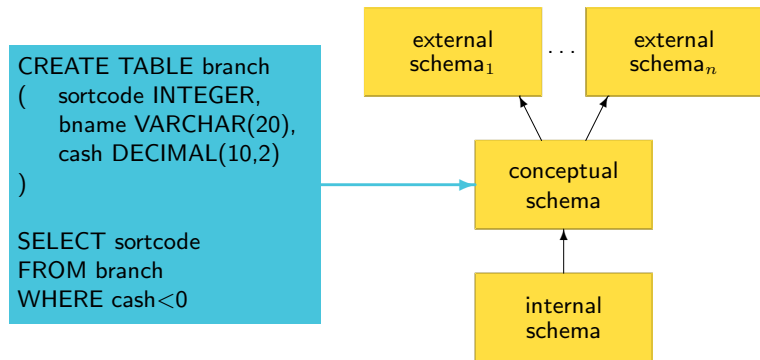 CREATE TABLE branch
( sortcode INTEGER,
bname VARCHAR(20),
cash DECIMAL(10,2)
)
SELECT sortcode
FROM branch
WHERE cash<0
external
schema₁
...
external
schemaₙ
conceptual
schema
internal
schema